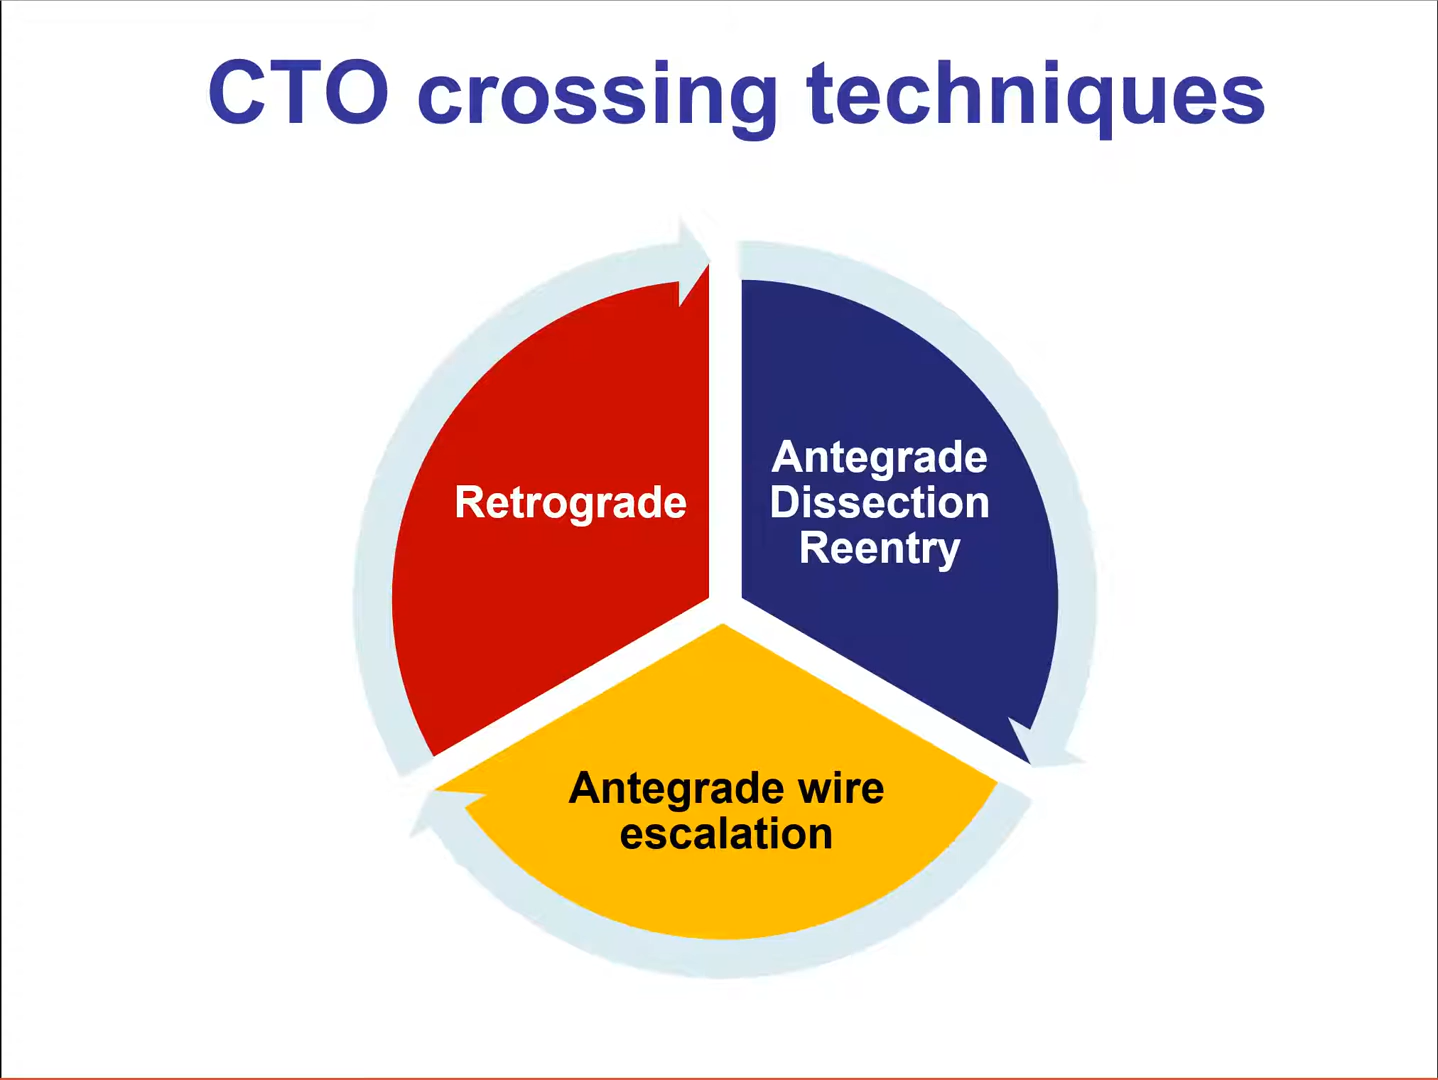 CTO crossing techniques
Retrograde
Antegrade
Dissection
Reentry
Antegrade wire
escalation